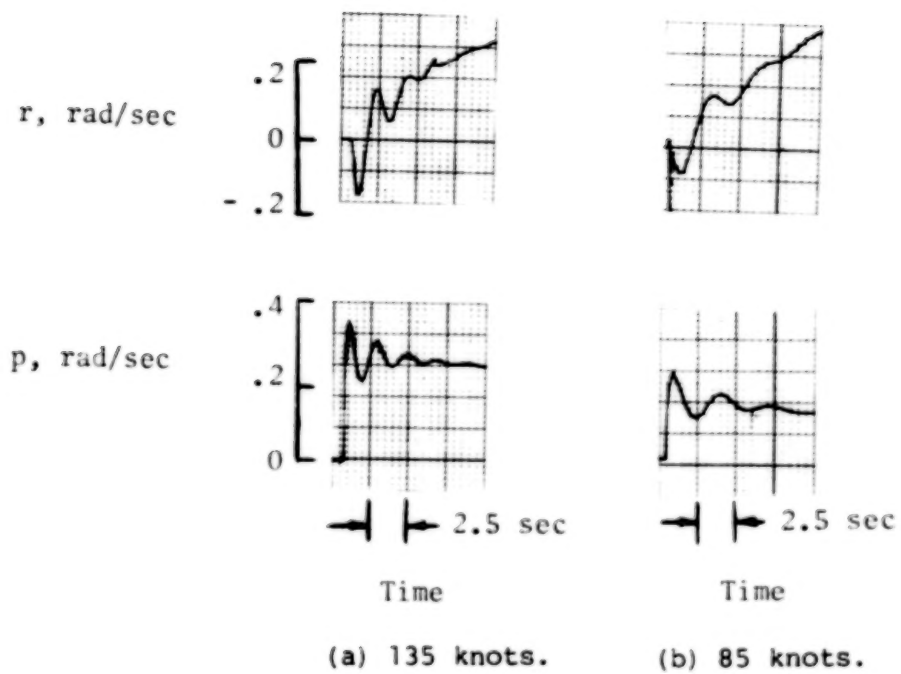 r, rad/sec
.2
0
- .2
p, rad/sec
.4
.2
0
2.5 sec
2.5 sec
Time
Time
(a) 135 knots.
(b) 85 knots.